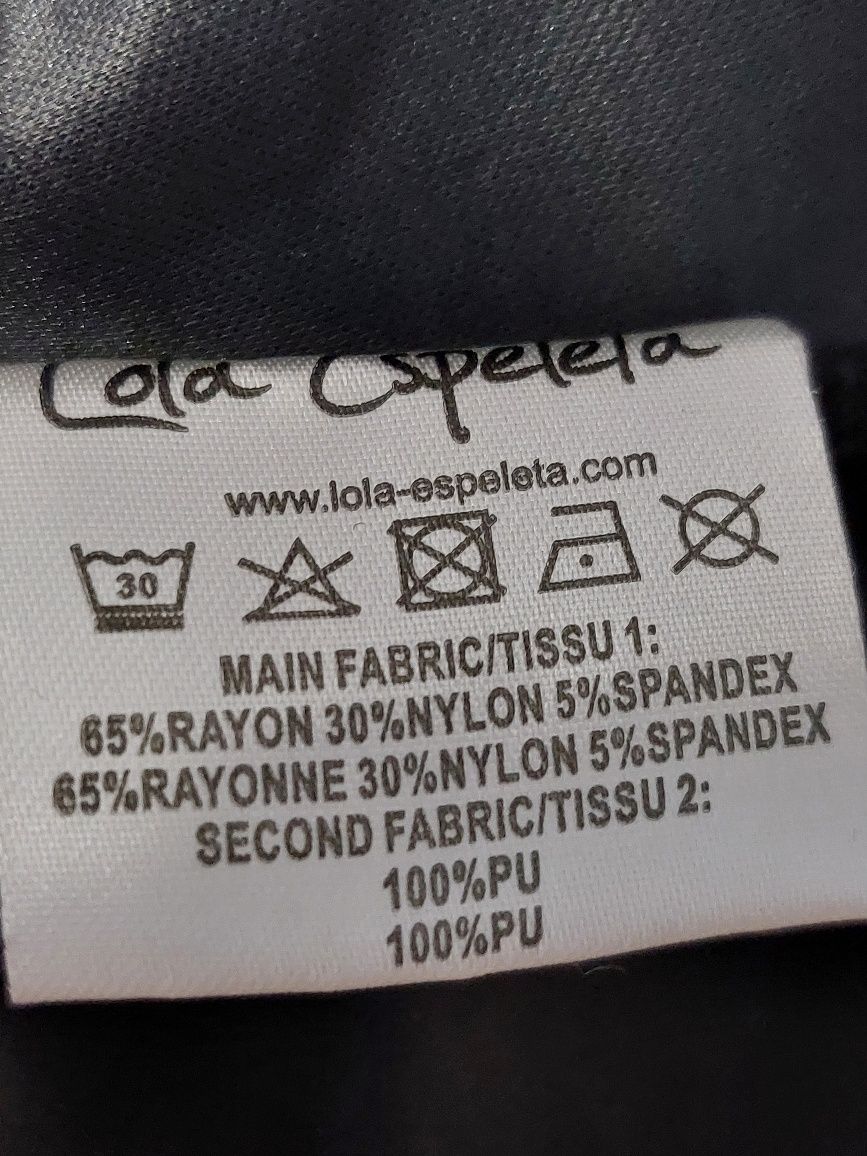 Lola Espeleta
www.lola-espeleta.com
30
MAIN FABRIC/TISSU 1:
65%RAYON 30%NYLON 5%SPANDEX
65%RAYONNE 30%NYLON 5%SPANDEX
SECOND FABRIC/TISSU 2:
100%PU
100%PU